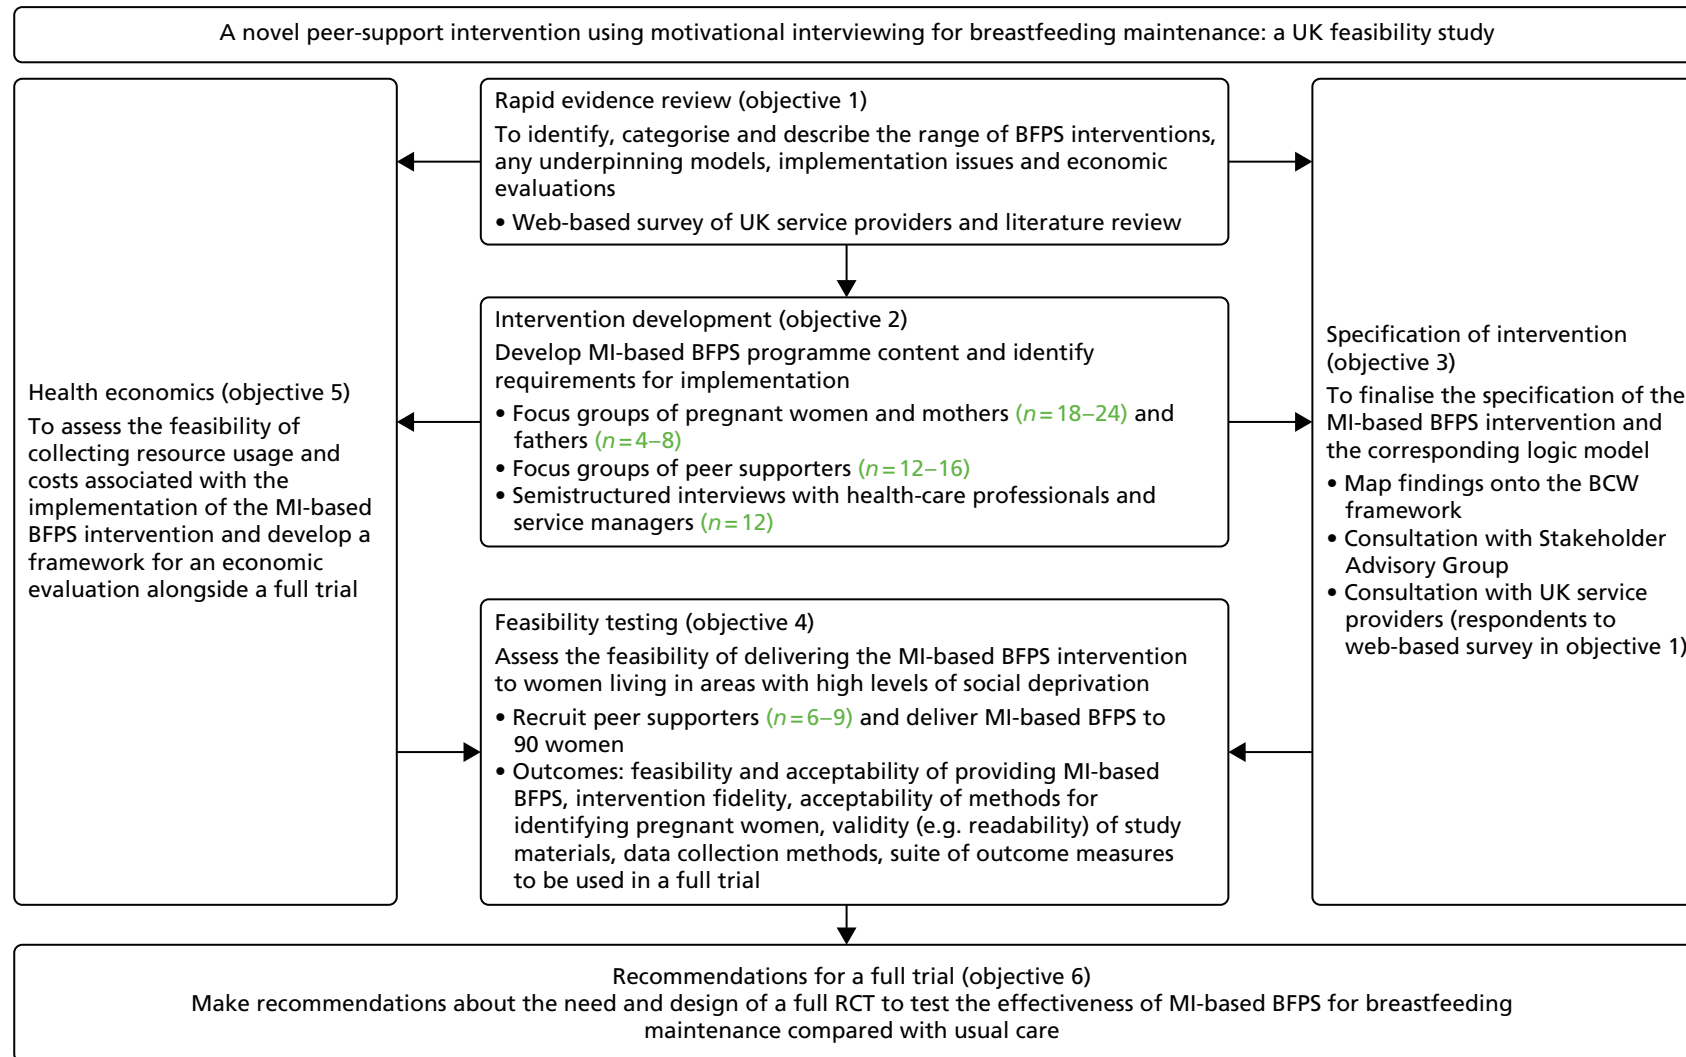 A novel peer-support intervention using motivational interviewing for breastfeeding maintenance: a UK feasibility study
Rapid evidence review (objective 1)
To identify, categorise and describe the range of BFPS interventions,
any underpinning models, implementation issues and economic
evaluations
• Web-based survey of UK service providers and literature review
Intervention development (objective 2)
Develop MI-based BFPS programme content and identify
requirements for implementation
• Focus groups of pregnant women and mothers (n=18–24) and
fathers (n=4–8)
• Focus groups of peer supporters (n=12–16)
• Semistructured interviews with health-care professionals and
service managers (n=12)
Health economics (objective 5)
To assess the feasibility of
collecting resource usage and
costs associated with the
implementation of the MI-based
BFPS intervention and develop a
framework for an economic
evaluation alongside a full trial
Specification of intervention
(objective 3)
To finalise the specification of the
MI-based BFPS intervention and
the corresponding logic model
• Map findings onto the BCW
framework
• Consultation with Stakeholder
Advisory Group
• Consultation with UK service
providers (respondents to
web-based survey in objective 1)
Feasibility testing (objective 4)
Assess the feasibility of delivering the MI-based BFPS intervention
to women living in areas with high levels of social deprivation
• Recruit peer supporters (n=6–9) and deliver MI-based BFPS to
90 women
• Outcomes: feasibility and acceptability of providing MI-based
BFPS, intervention fidelity, acceptability of methods for
identifying pregnant women, validity (e.g. readability) of study
materials, data collection methods, suite of outcome measures
to be used in a full trial
Recommendations for a full trial (objective 6)
Make recommendations about the need and design of a full RCT to test the effectiveness of MI-based BFPS for breastfeeding
maintenance compared with usual care